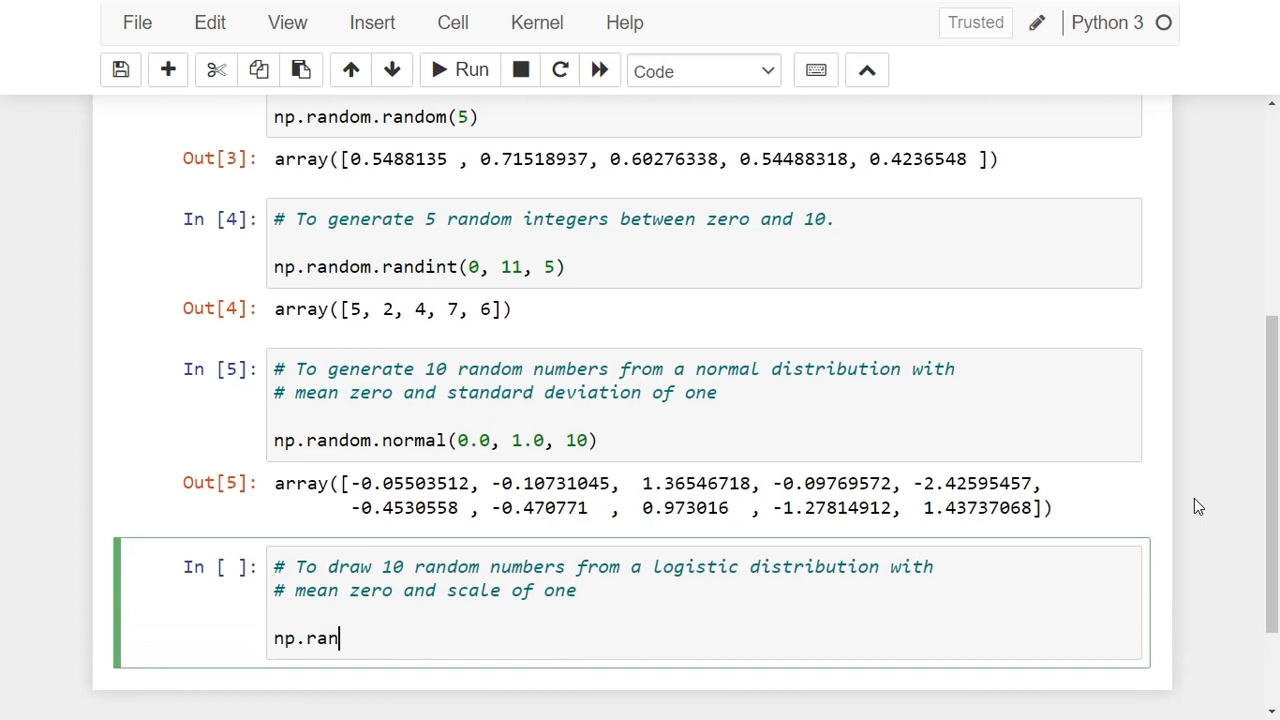 File Edit View Insert Cell Kernel Help Trusted Python 3
Run Code
np.random.random(5)
Out[3]: array([0.5488135 , 0.71518937, 0.60276338, 0.54488318, 0.4236548 ])
In [4]: # To generate 5 random integers between zero and 10.
np.random.randint(0, 11, 5)
Out[4]: array([5, 2, 4, 7, 6])
In [5]: # To generate 10 random numbers from a normal distribution with
# mean zero and standard deviation of one
np.random.normal(0.0, 1.0, 10)
Out[5]: array([-0.05503512, -0.10731045,  1.36546718, -0.09769572, -2.42595457,
-0.4530558 , -0.470771  ,  0.973016  , -1.27814912,  1.43737068])
In [ ]: # To draw 10 random numbers from a logistic distribution with
# mean zero and scale of one
np.ran